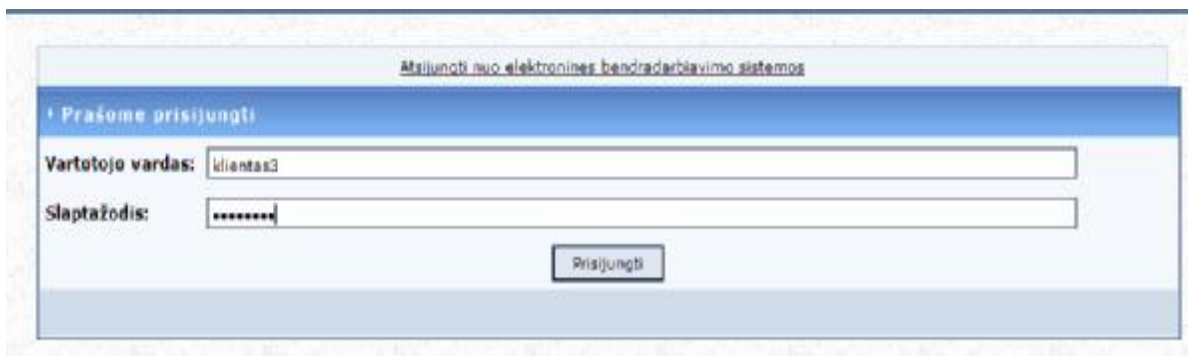 Atsijungti nuo elektronines bendradarbiavimo sistemos
Prašome prisijungti
Vartotojo vardas: klientas3
Slaptažodis: ••••••••
Prisijungti